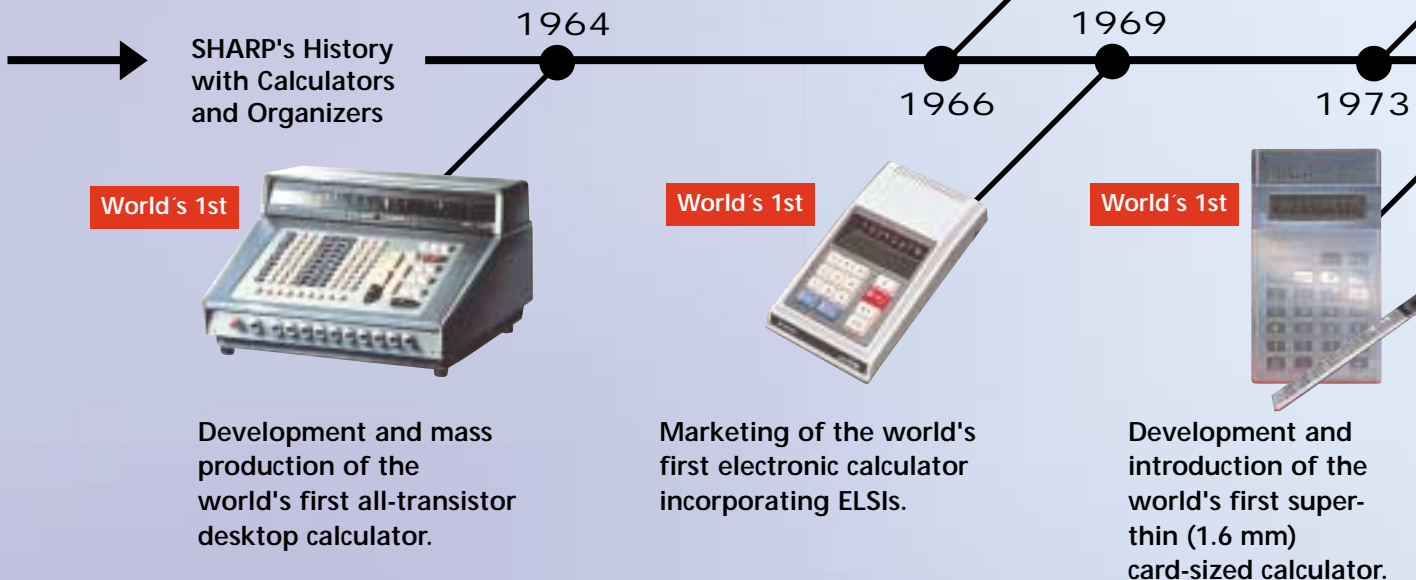 1964
1969
SHARP's History
with Calculators
and Organizers
1966
1973
World´s 1st
World´s 1st
World´s 1st
Development and mass
production of the
world's first all-transistor
desktop calculator.
Marketing of the world's
first electronic calculator
incorporating ELSIs.
Development and
introduction of the
world's first super-
thin (1.6 mm)
card-sized calculator.